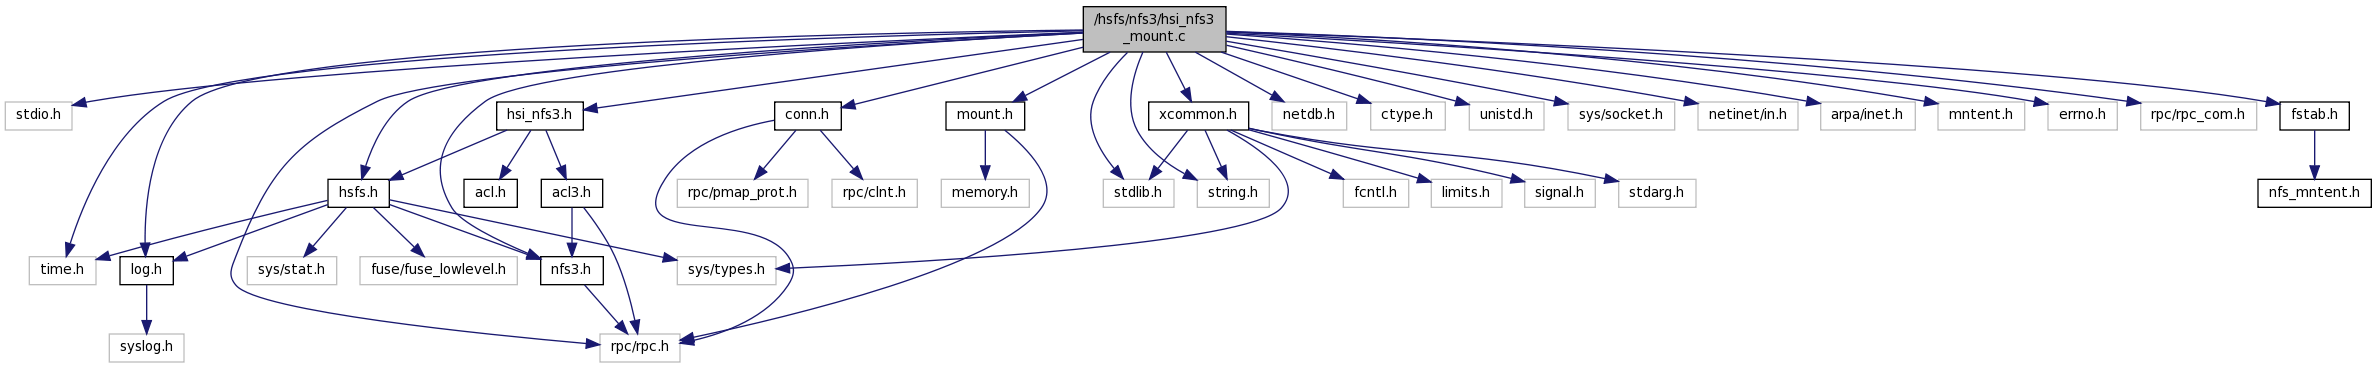 /hsfs/nfs3/hsi_nfs3
_mount.c
stdio.h
hsi_nfs3.h
conn.h
mount.h
xcommon.h
netdb.h
ctype.h
unistd.h
sys/socket.h
netinet/in.h
arpa/inet.h
mntent.h
errno.h
rpc/rpc_com.h
fstab.h
hsfs.h
acl.h
acl3.h
rpc/pmap_prot.h
rpc/clnt.h
memory.h
stdlib.h
string.h
fcntl.h
limits.h
signal.h
stdarg.h
nfs_mntent.h
time.h
log.h
sys/stat.h
fuse/fuse_lowlevel.h
nfs3.h
sys/types.h
syslog.h
rpc/rpc.h